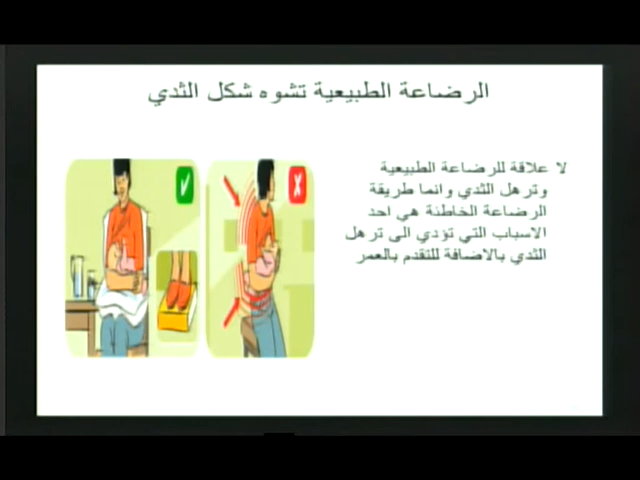 الرضاعة الطبيعية تشوه شكل الثدي
لا علاقة للرضاعة الطبيعية
وترهل الثدي وانما طريقة
الرضاعة الخاطئة هي احد
الاسباب التي تؤدي الى ترهل
الثدي بالاضافة للتقدم بالعمر